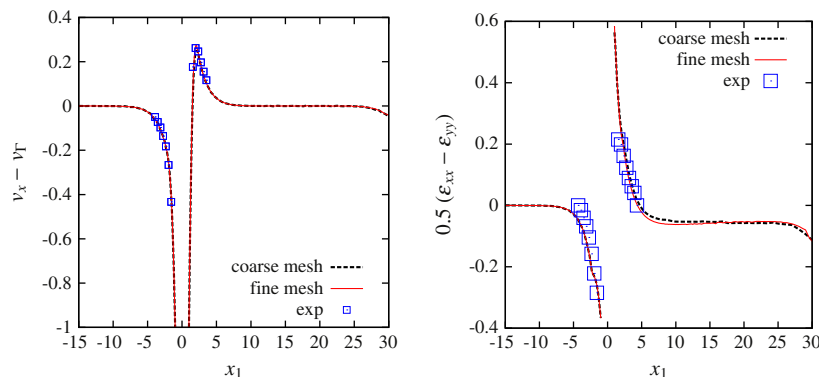 0.4
0.2
0
-0.2
-0.4
-0.6
-0.8
-1
v_x − v_Γ
coarse mesh
fine mesh
exp
-15 -10 -5 0 5 10 15 20 25 30
x_1
0.6
0.4
0.2
0
-0.2
-0.4
0.5 (ε_xx − ε_yy)
coarse mesh
fine mesh
exp
-15 -10 -5 0 5 10 15 20 25 30
x_1